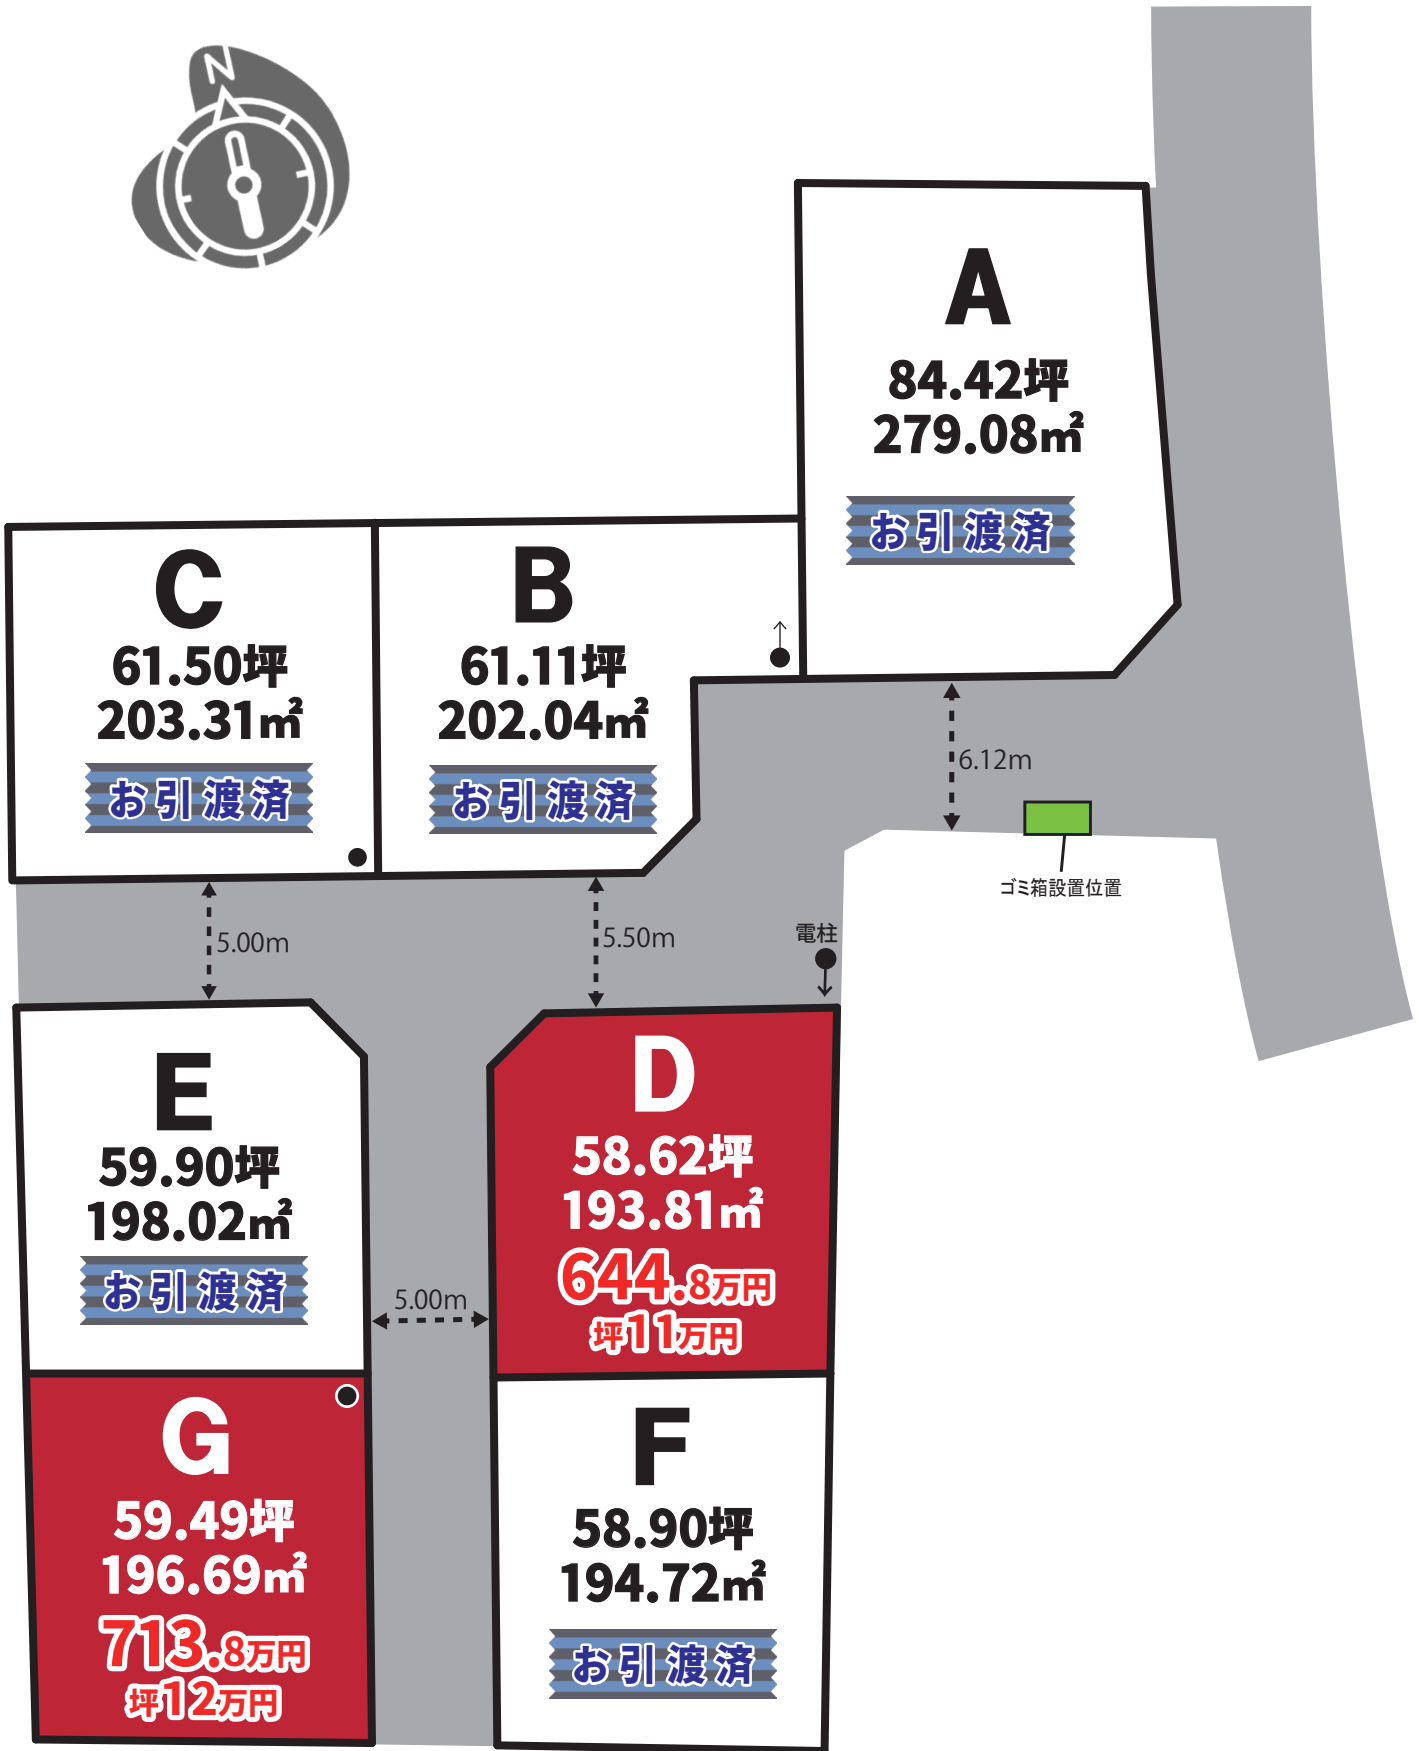 N
A
84.42坪
279.08㎡
お引渡済
C
61.50坪
203.31㎡
お引渡済
B
61.11坪
202.04㎡
お引渡済
6.12m
ゴミ箱設置位置
5.00m
5.50m
電柱
E
59.90坪
198.02㎡
お引渡済
5.00m
D
58.62坪
193.81㎡
644.8万円
坪11万円
G
59.49坪
196.69㎡
713.8万円
坪12万円
F
58.90坪
194.72㎡
お引渡済